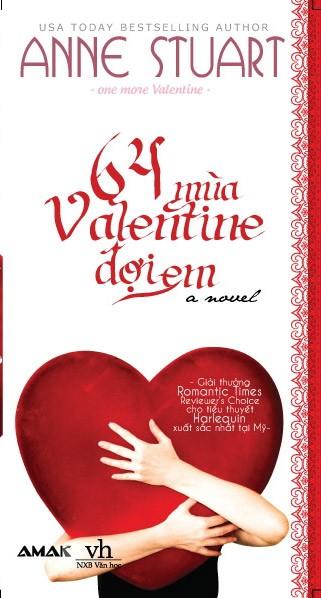 USA TODAY BESTSELLING AUTHOR
ANNE STUART
- one more Valentine -
64 mùa
Valentine
đợi em
a novel
- Giải thưởng
Romantic Times
Reviewer's Choice
cho tiểu thuyết
Harlequin
xuất sắc nhất tại Mỹ-
AMAK vh
NXB Văn học